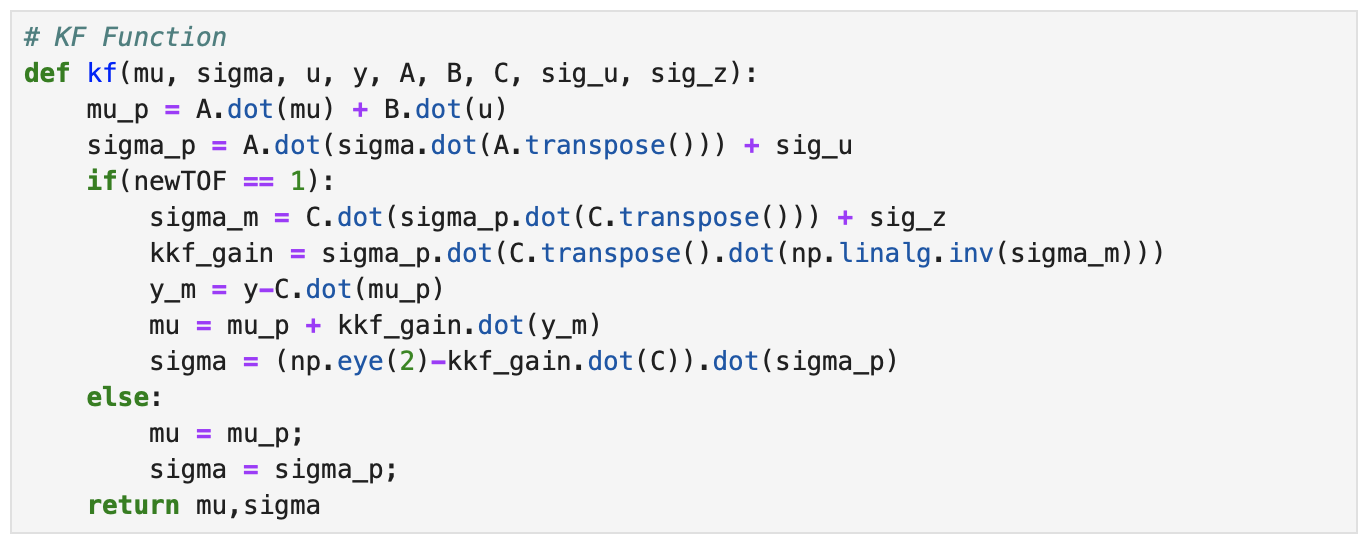 # KF Function
def kf(mu, sigma, u, y, A, B, C, sig_u, sig_z):
    mu_p = A.dot(mu) + B.dot(u)
    sigma_p = A.dot(sigma.dot(A.transpose())) + sig_u
    if(newTOF == 1):
        sigma_m = C.dot(sigma_p.dot(C.transpose())) + sig_z
        kkf_gain = sigma_p.dot(C.transpose().dot(np.linalg.inv(sigma_m)))
        y_m = y-C.dot(mu_p)
        mu = mu_p + kkf_gain.dot(y_m)
        sigma = (np.eye(2)-kkf_gain.dot(C)).dot(sigma_p)
    else:
        mu = mu_p;
        sigma = sigma_p;
    return mu,sigma